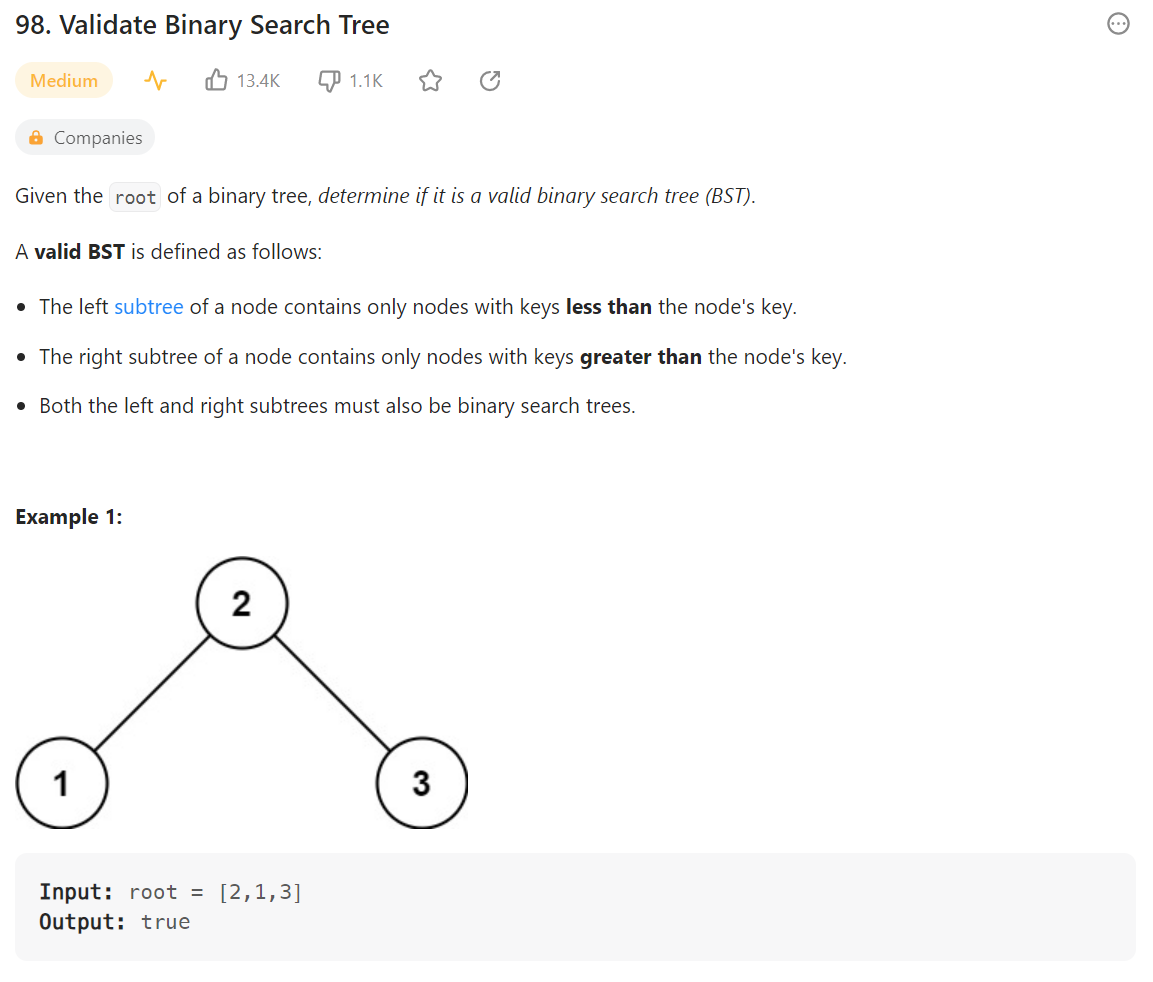 98. Validate Binary Search Tree
Medium 13.4K 1.1K
Companies
Given the root of a binary tree, determine if it is a valid binary search tree (BST).
A valid BST is defined as follows:
• The left subtree of a node contains only nodes with keys less than the node's key.
• The right subtree of a node contains only nodes with keys greater than the node's key.
• Both the left and right subtrees must also be binary search trees.
Example 1:
2
1 3
Input: root = [2,1,3]
Output: true